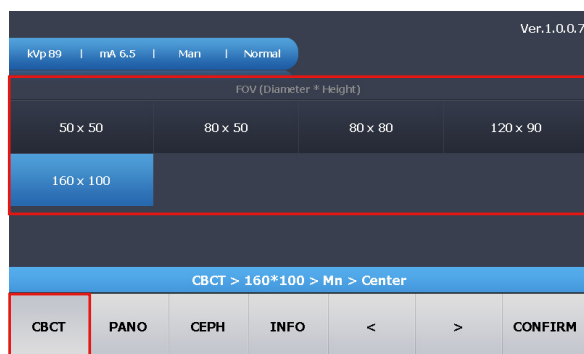 Ver.1.0.0.7
kVp 89 | mA 6.5 | Man | Normal
FOV (Diameter * Height)
50 x 50 80 x 50 80 x 80 120 x 90
160 x 100
CBCT > 160*100 > Mn > Center
CBCT PANO CEPH INFO < > CONFIRM